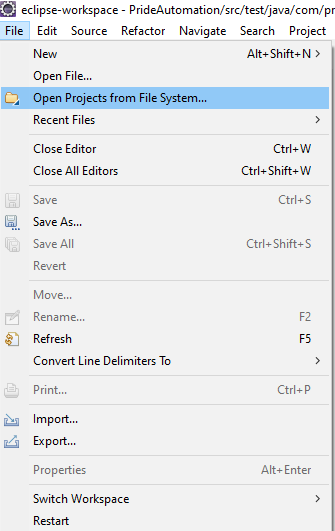 eclipse-workspace - PrideAutomation/src/test/java/com/pr
File Edit Source Refactor Navigate Search Project
New Alt+Shift+N
Open File...
Open Projects from File System...
Recent Files
Close Editor Ctrl+W
Close All Editors Ctrl+Shift+W
Save Ctrl+S
Save As...
Save All Ctrl+Shift+S
Revert
Move...
Rename... F2
Refresh F5
Convert Line Delimiters To
Print... Ctrl+P
Import...
Export...
Properties Alt+Enter
Switch Workspace
Restart